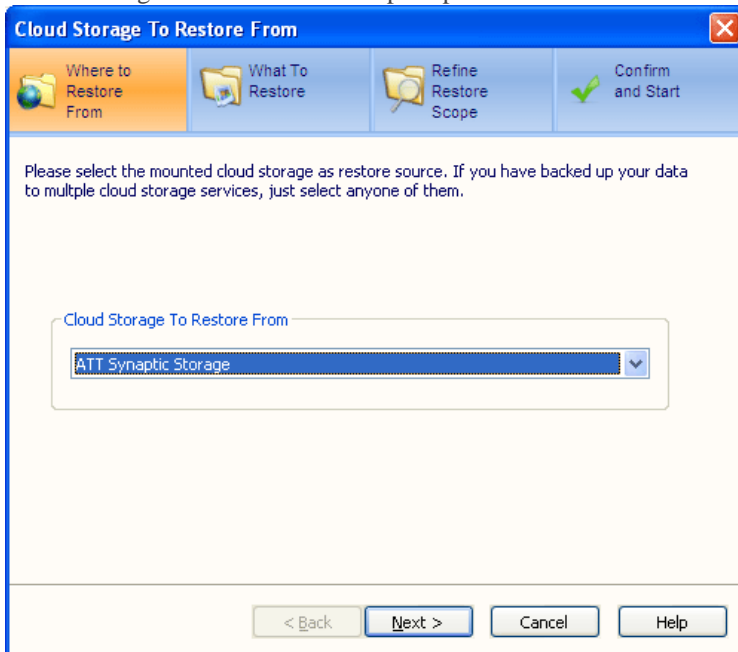 Cloud Storage To Restore From
Where to
Restore
From
What To
Restore
Refine
Restore
Scope
Confirm
and Start
Please select the mounted cloud storage as restore source. If you have backed up your data
to multple cloud storage services, just select anyone of them.
Cloud Storage To Restore From
ATT Synaptic Storage
< Back
Next >
Cancel
Help